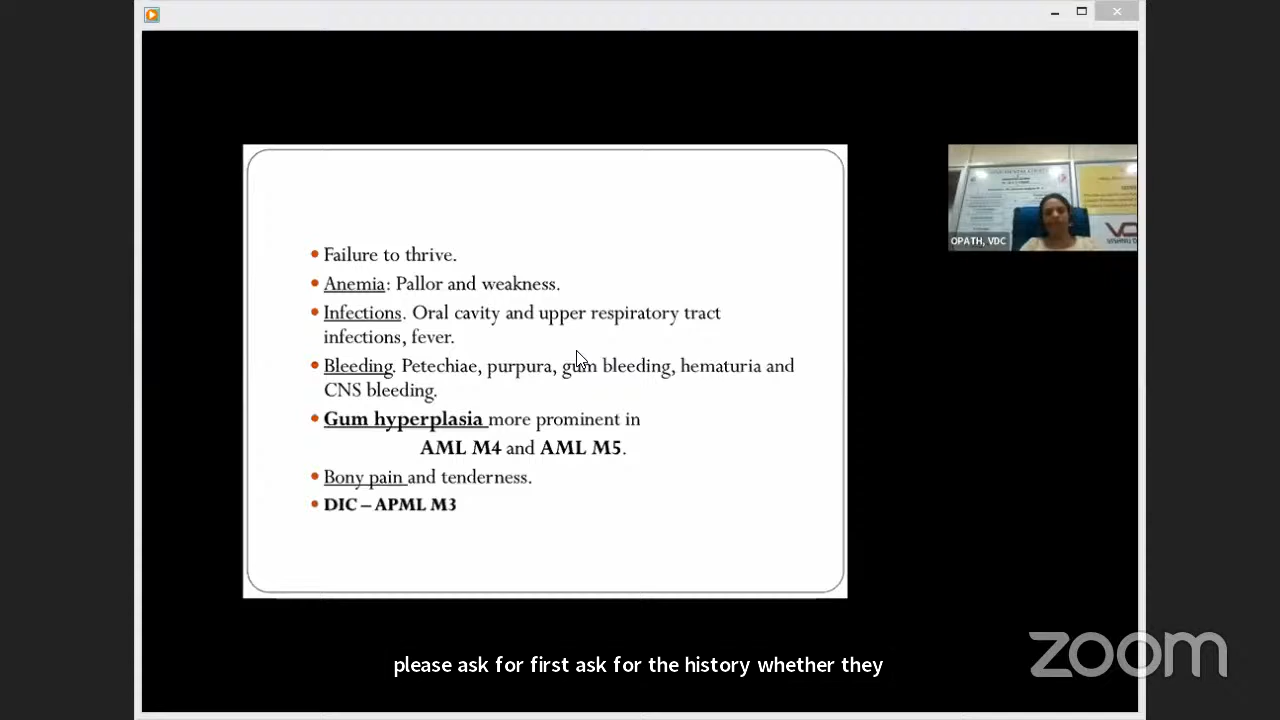 • Failure to thrive.
• Anemia: Pallor and weakness.
• Infections. Oral cavity and upper respiratory tract
infections, fever.
• Bleeding. Petechiae, purpura, gum bleeding, hematuria and
CNS bleeding.
• Gum hyperplasia more prominent in
AML M4 and AML M5.
• Bony pain and tenderness.
• DIC – APML M3
OPATH, VDC
please ask for first ask for the history whether they
zoom